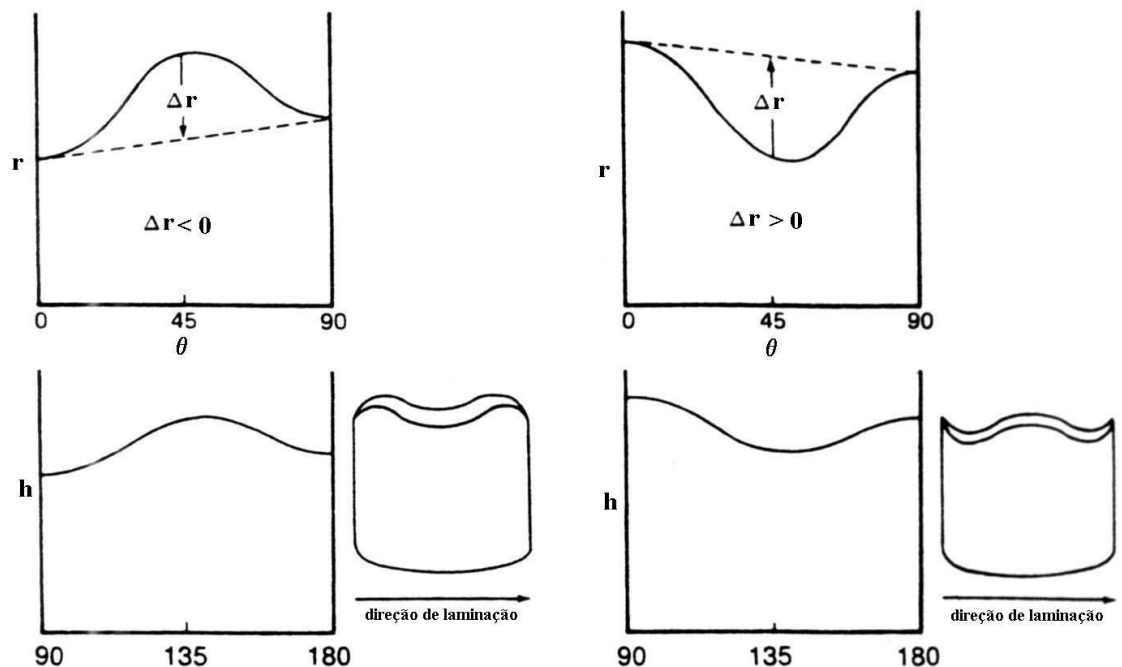 Δr
r
Δr < 0
0 45 90
θ
Δr
r
Δr > 0
0 45 90
θ
h
direção de laminação
90 135 180
h
direção de laminação
90 135 180